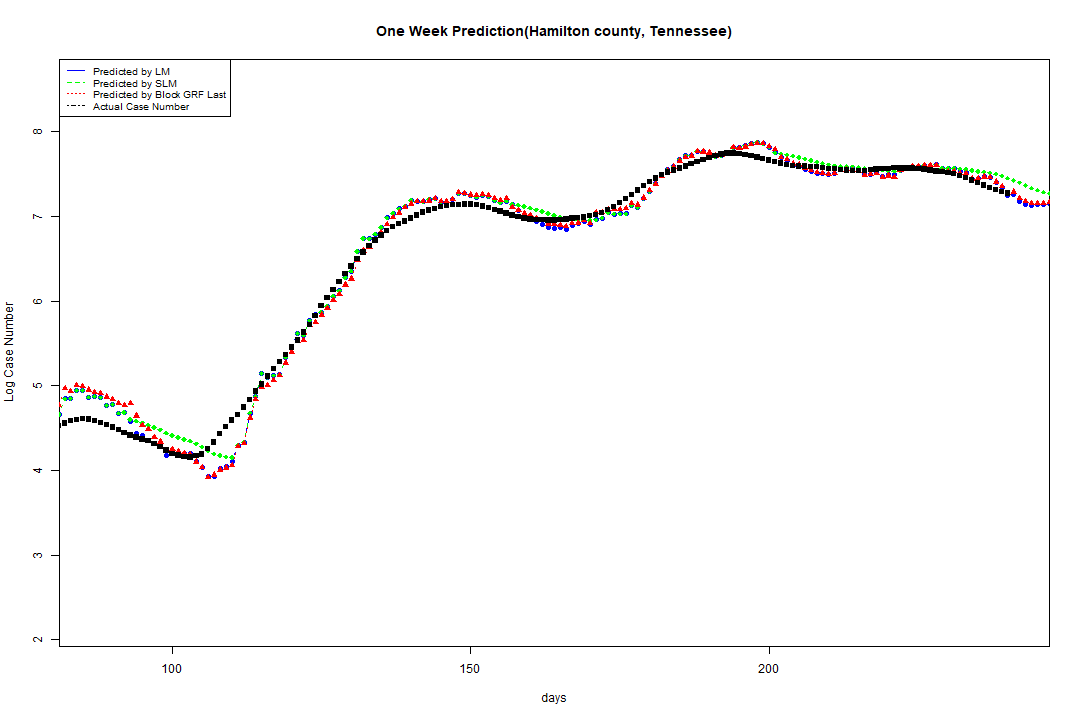 One Week Prediction(Hamilton county, Tennessee)
Predicted by LM
Predicted by SLM
Predicted by Block GRF Last
Actual Case Number
8
7
6
5
4
3
2
Log Case Number
100 150 200
days